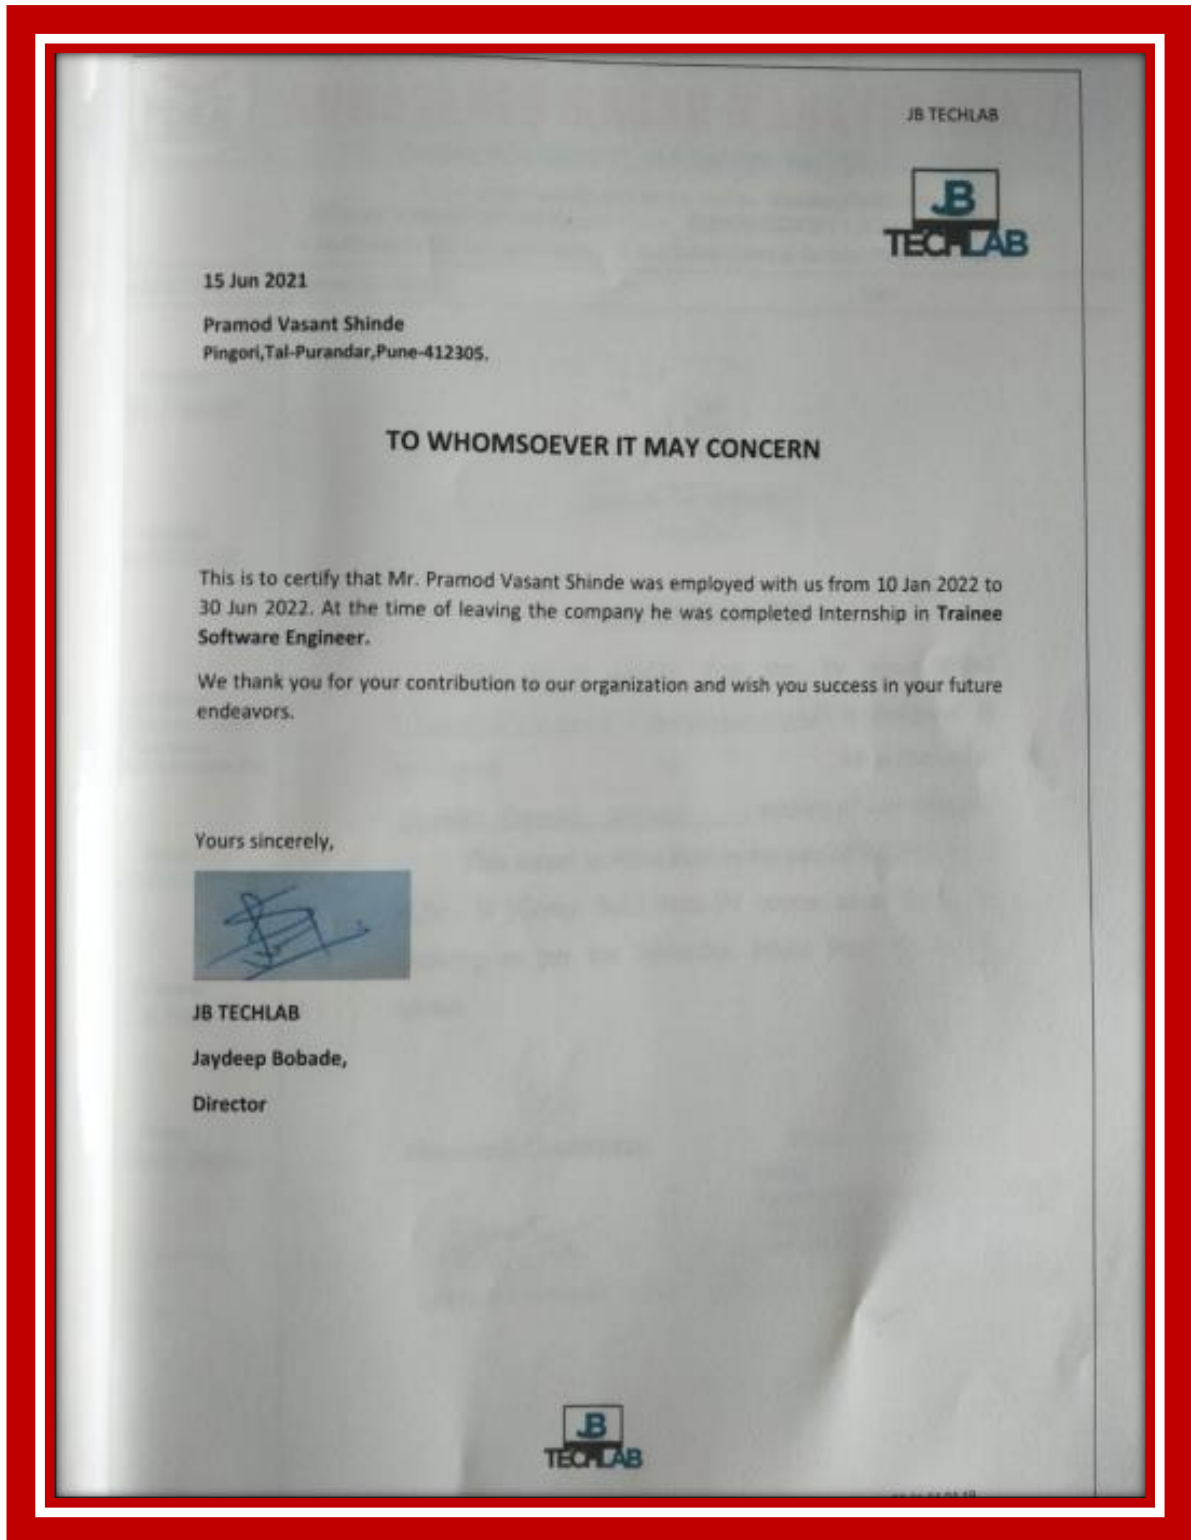 JB TECHLAB
JB
TECHLAB
15 Jun 2021
Pramod Vasant Shinde
Pingori,Tal-Purandar,Pune-412305.
TO WHOMSOEVER IT MAY CONCERN
This is to certify that Mr. Pramod Vasant Shinde was employed with us from 10 Jan 2022 to
30 Jun 2022. At the time of leaving the company he was completed Internship in Trainee
Software Engineer.
We thank you for your contribution to our organization and wish you success in your future
endeavors.
Yours sincerely,
JB TECHLAB
Jaydeep Bobade,
Director
JB
TECHLAB